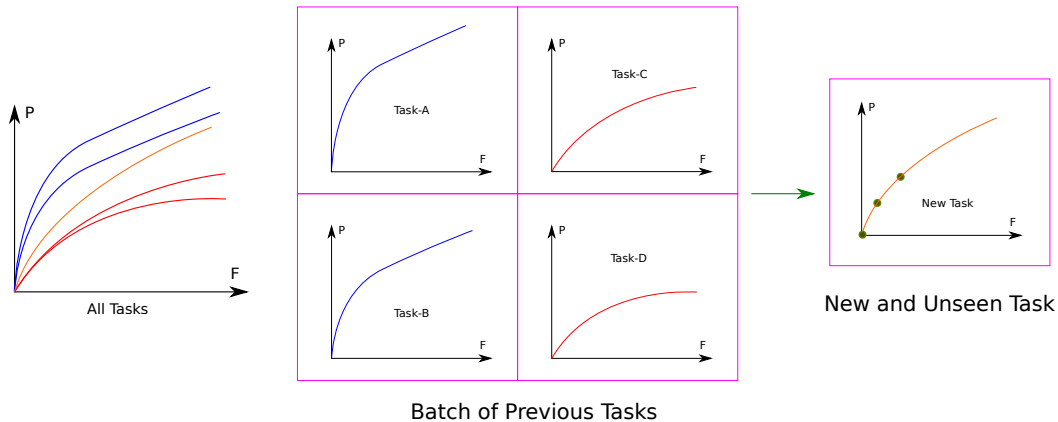 P
F
All Tasks
P
Task-A
F
P
Task-C
F
P
Task-B
F
P
Task-D
F
Batch of Previous Tasks
P
New Task
F
New and Unseen Task